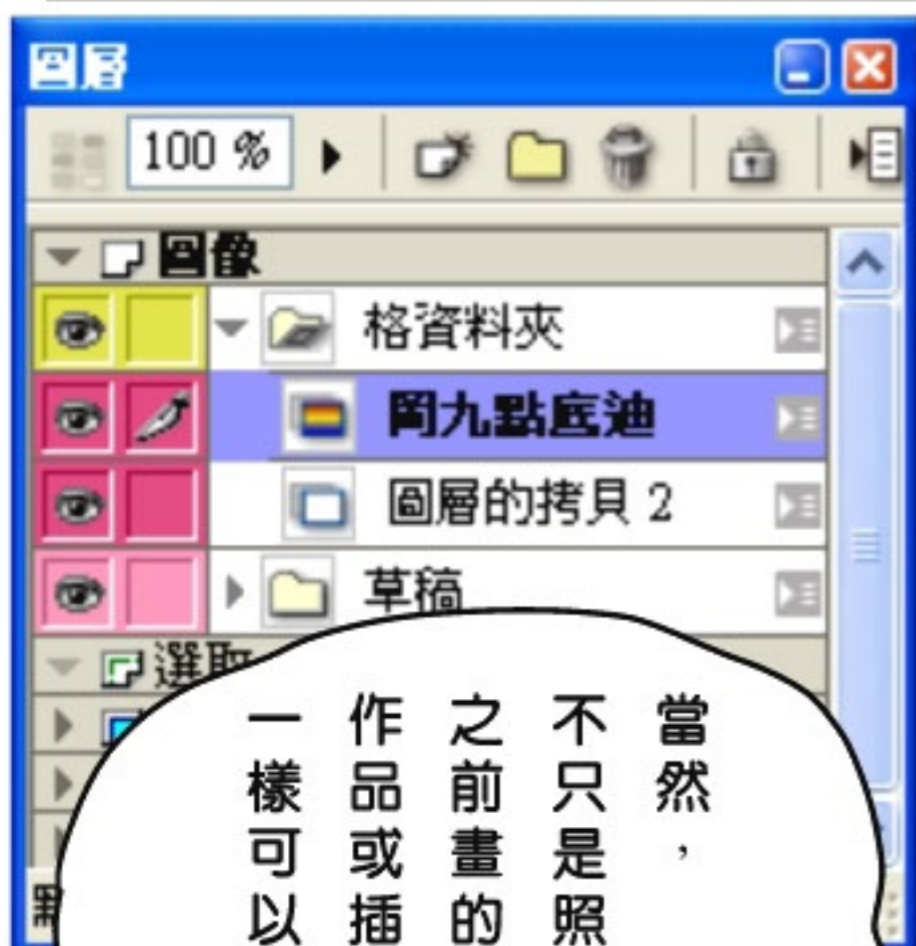 圖層
100 %
圖像
格資料夾
岡九點底迪
圖層的拷貝 2
草稿
選取
當然，
不只是照
之前畫的
作品或插
一樣可以